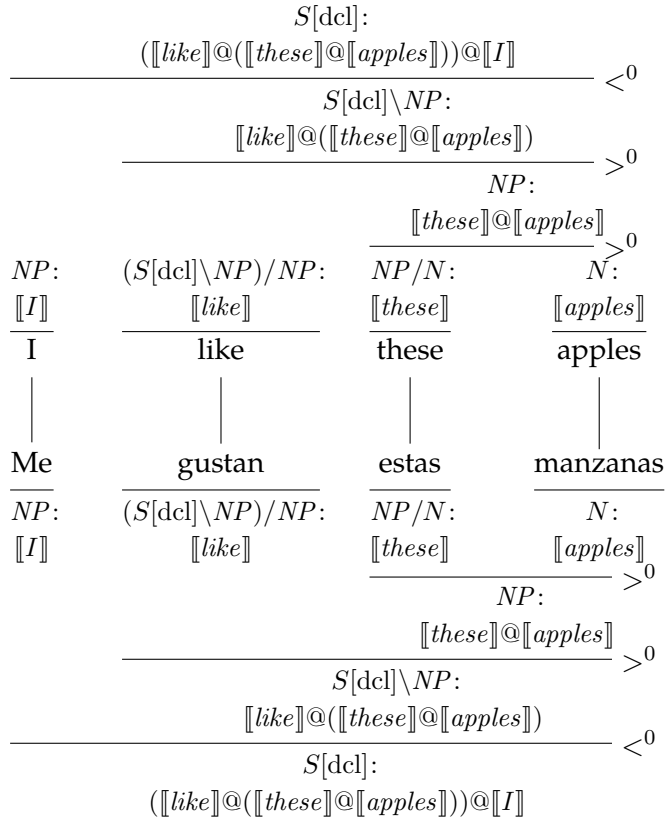 S[dcl]:
(⟦like⟧@(⟦these⟧@⟦apples⟧))@⟦I⟧
<⁰
S[dcl]\NP:
⟦like⟧@(⟦these⟧@⟦apples⟧)
>⁰
NP:
⟦these⟧@⟦apples⟧
>⁰
NP: (S[dcl]\NP)/NP: NP/N: N:
⟦I⟧ ⟦like⟧ ⟦these⟧ ⟦apples⟧
I like these apples
Me gustan estas manzanas
NP: (S[dcl]\NP)/NP: NP/N: N:
⟦I⟧ ⟦like⟧ ⟦these⟧ ⟦apples⟧
>⁰
NP:
⟦these⟧@⟦apples⟧
>⁰
S[dcl]\NP:
⟦like⟧@(⟦these⟧@⟦apples⟧)
<⁰
S[dcl]:
(⟦like⟧@(⟦these⟧@⟦apples⟧))@⟦I⟧